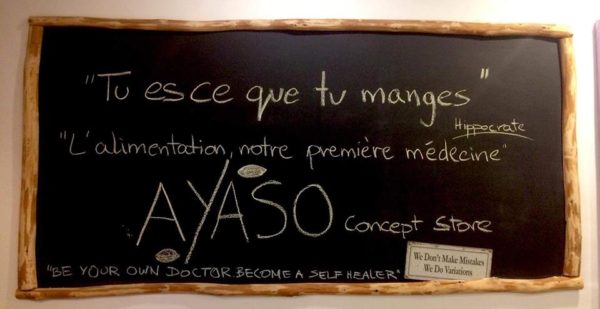 "Tu es ce que tu manges"
Hippocrate
"L'alimentation, notre première médecine"
AYASO Concept Store
"BE YOUR OWN DOCTOR BECOME A SELF HEALER"
We Don't Make Mistakes
We Do Variations